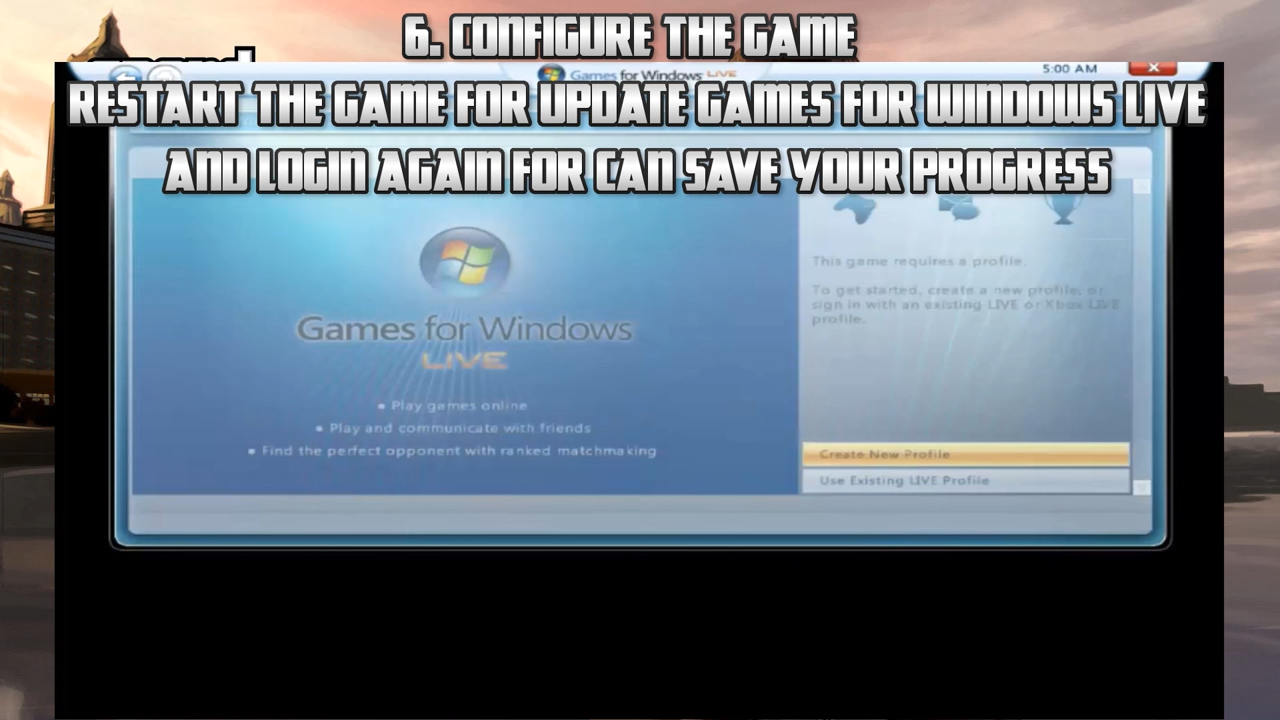 6. CONFIGURE THE GAME
Games for Windows LIVE
5:00 AM
RESTART THE GAME FOR UPDATE GAMES FOR WINDOWS LIVE
AND LOGIN AGAIN FOR CAN SAVE YOUR PROGRESS
This game requires a profile.
To get started, create a new profile, or
sign in with an existing LIVE or Xbox LIVE
profile.
Games for Windows
LIVE
• Play games online
• Play and communicate with friends
• Find the perfect opponent with ranked matchmaking
Create New Profile
Use Existing LIVE Profile